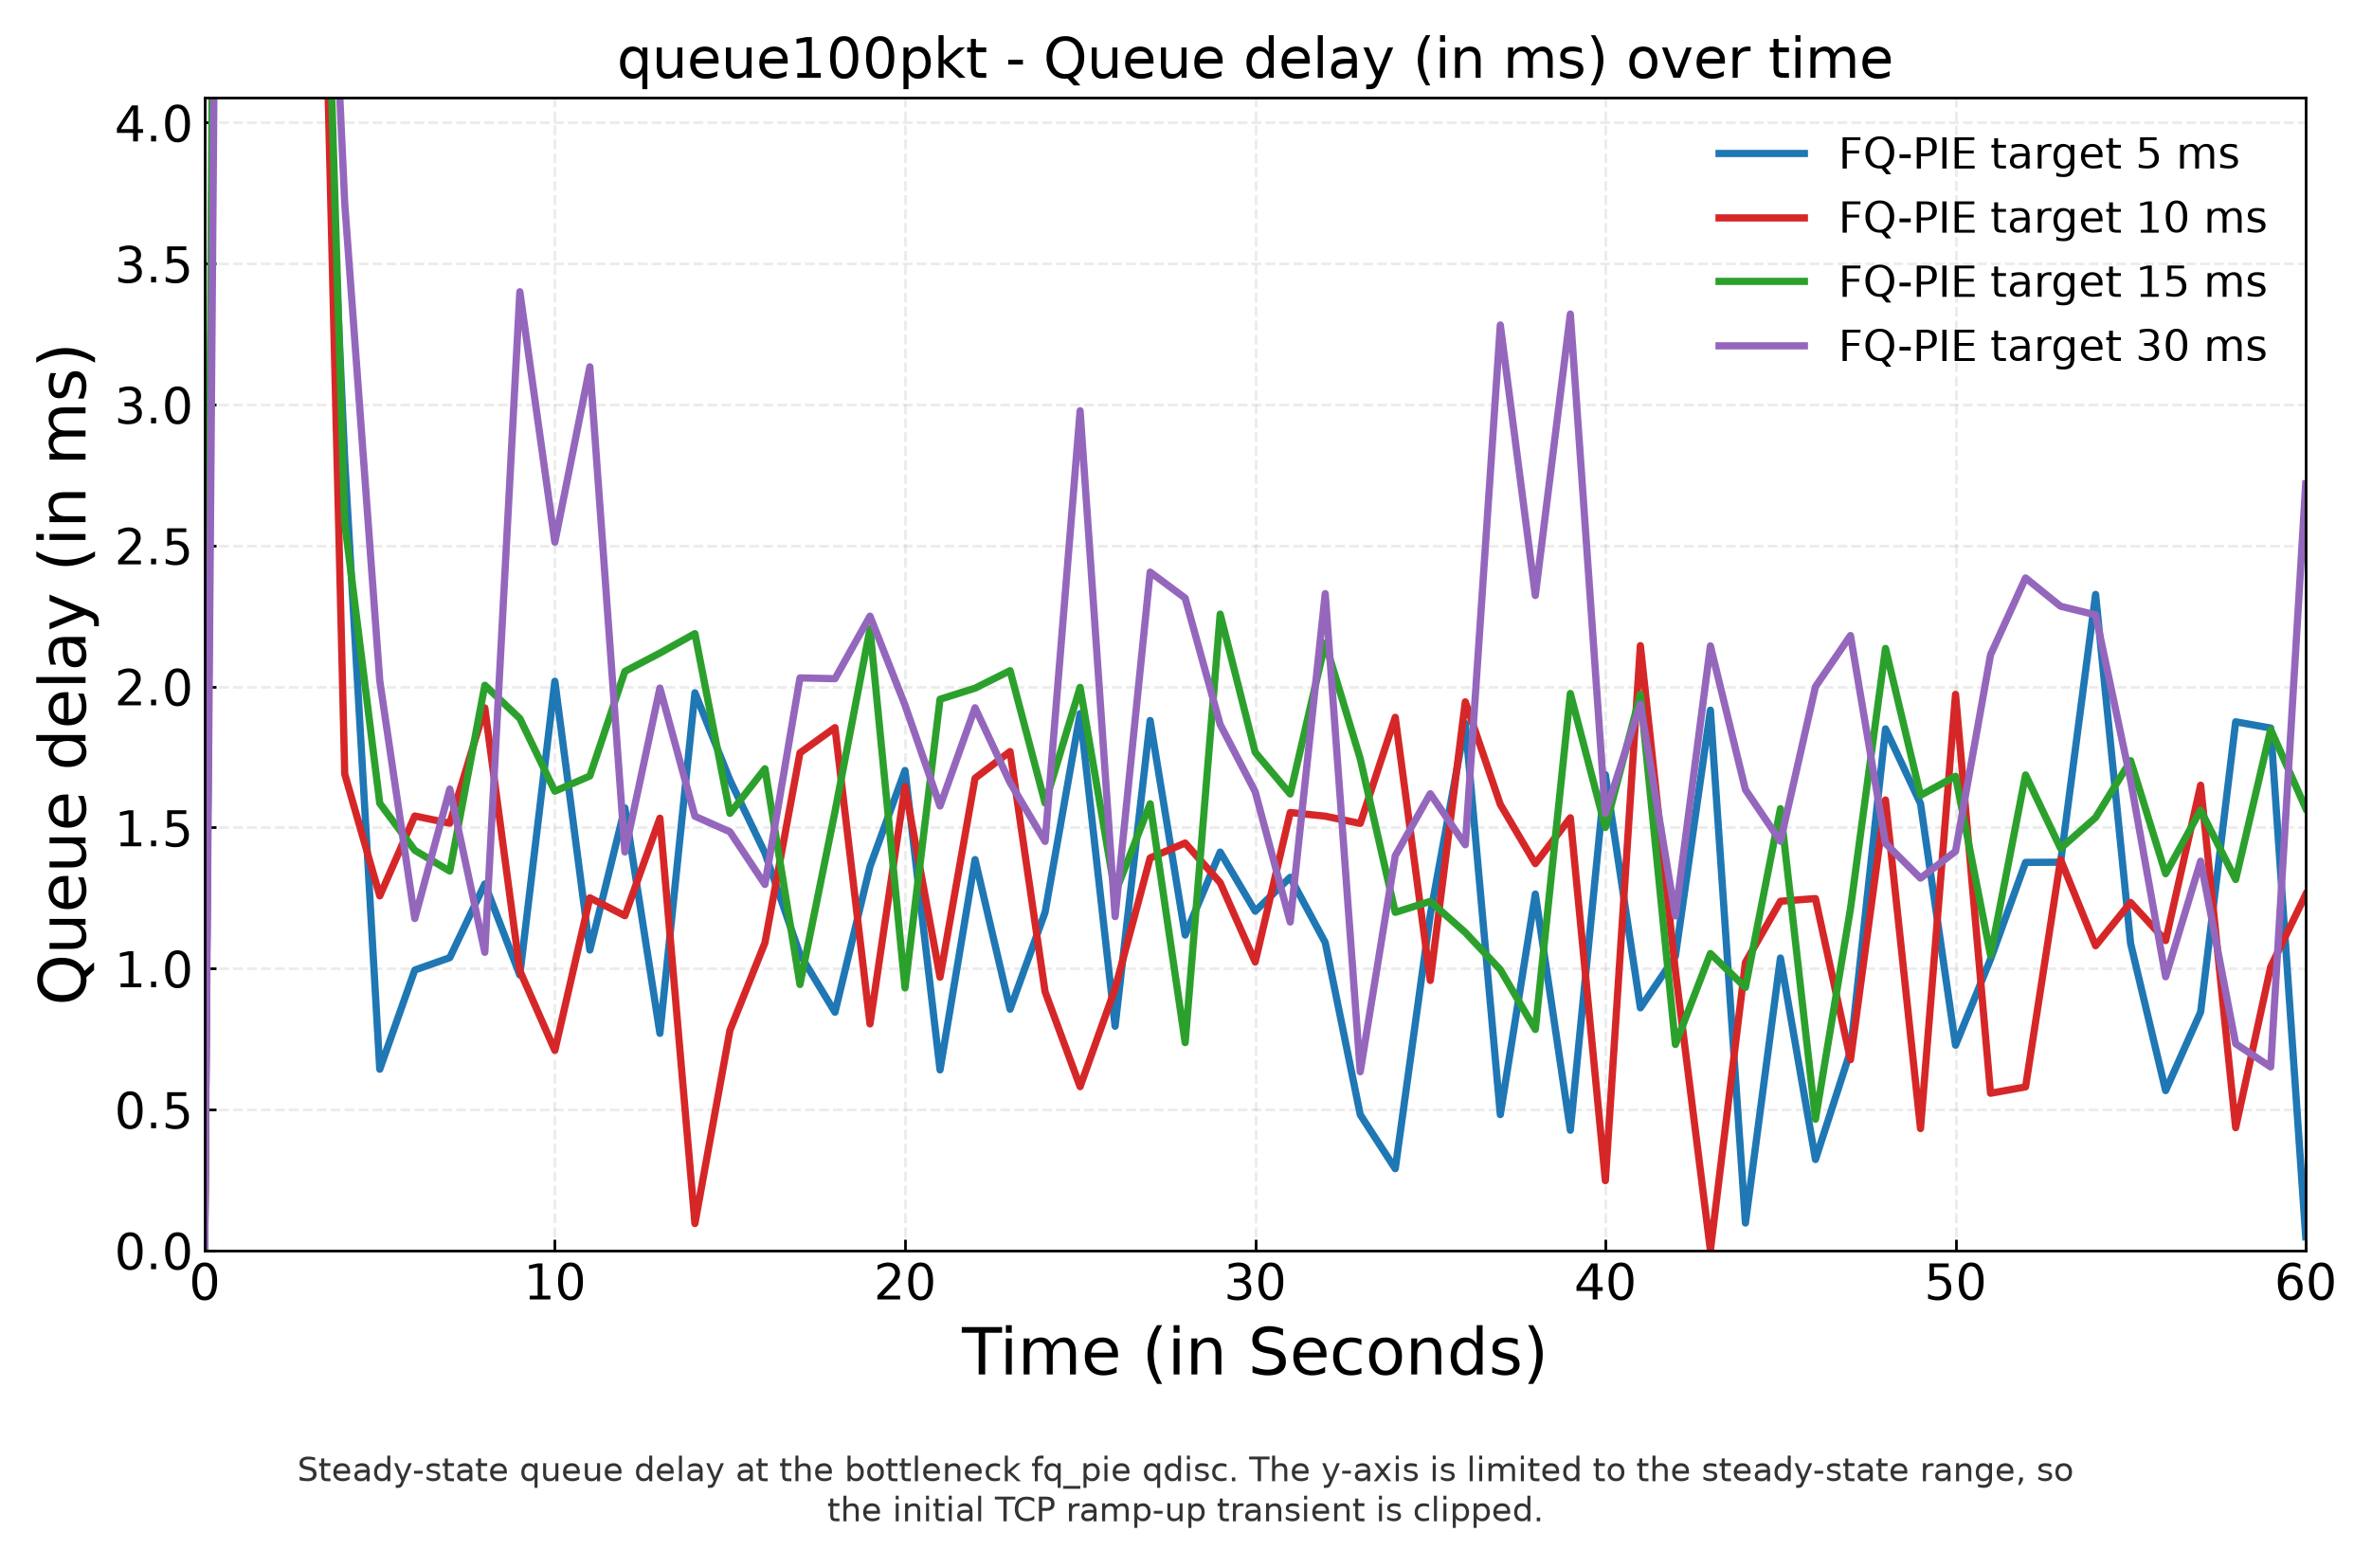 queue100pkt - Queue delay (in ms) over time
Queue delay (in ms)
4.0
3.5
3.0
2.5
2.0
1.5
1.0
0.5
0.0
FQ-PIE target 5 ms
FQ-PIE target 10 ms
FQ-PIE target 15 ms
FQ-PIE target 30 ms
0 10 20 30 40 50 60
Time (in Seconds)
Steady-state queue delay at the bottleneck fq_pie qdisc. The y-axis is limited to the steady-state range, so
the initial TCP ramp-up transient is clipped.